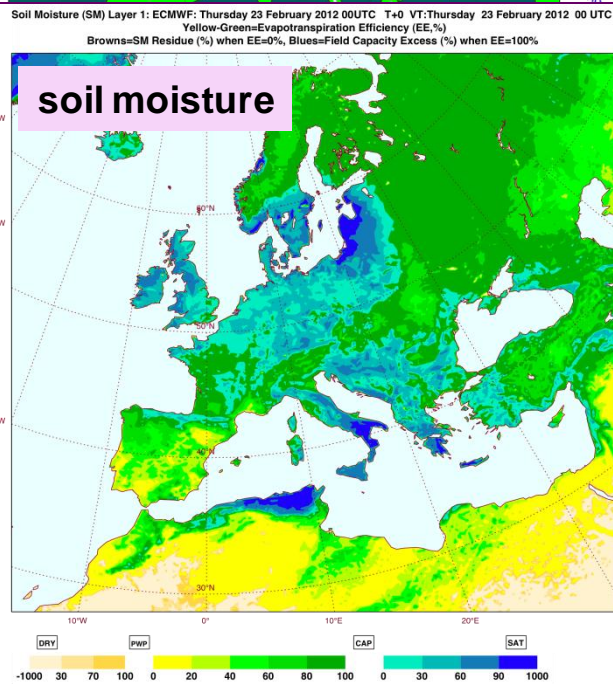 Soil Moisture (SM) Layer 1: ECMWF: Thursday 23 February 2012 00UTC T+0 VT:Thursday 23 February 2012 00 UTC
Yellow-Green=Evapotranspiration Efficiency (EE,%)
Browns=SM Residue (%) when EE=0%, Blues=Field Capacity Excess (%) when EE=100%
soil moisture
60°N
50°N
40°N
30°N
10°W 0° 10°E 20°E
DRY PWP CAP SAT
-1000 30 70 100 0 20 40 60 80 100 0 30 60 90 1000